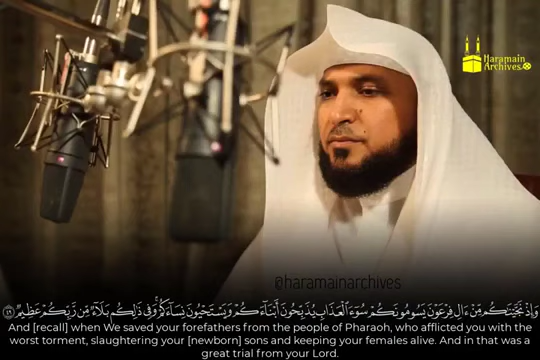 Haramain
Archives
@haramainarchives
وَإِذْ نَجَّيْنَٰكُم مِّنْ ءَالِ فِرْعَوْنَ يَسُومُونَكُمْ سُوٓءَ ٱلْعَذَابِ يُذَبِّحُونَ أَبْنَآءَكُمْ وَيَسْتَحْيُونَ نِسَآءَكُمْ وَفِى ذَٰلِكُم بَلَآءٌ مِّن رَّبِّكُمْ عَظِيمٌ ٤٩
And [recall] when We saved your forefathers from the people of Pharaoh, who afflicted you with the
worst torment, slaughtering your [newborn] sons and keeping your females alive. And in that was a
great trial from your Lord.